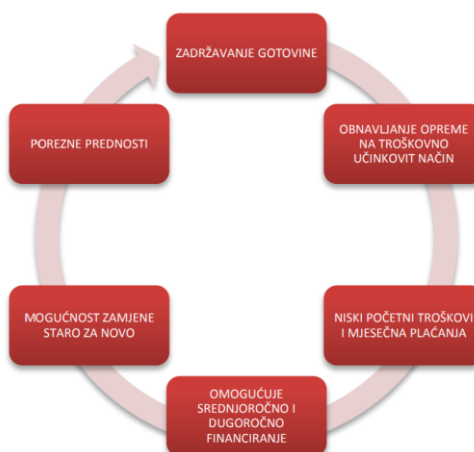 ZADRŽAVANJE GOTOVINE
OBNAVLJANJE OPREME
NA TROŠKOVNO
UČINKOVIT NAČIN
NISKI POČETNI TROŠKOVI
I MJESEČNA PLAĆANJA
OMOGUĆUJE
SREDNJOROČNO I
DUGOROČNO
FINANCIRANJE
MOGUĆNOST ZAMJENE
STARO ZA NOVO
POREZNE PREDNOSTI